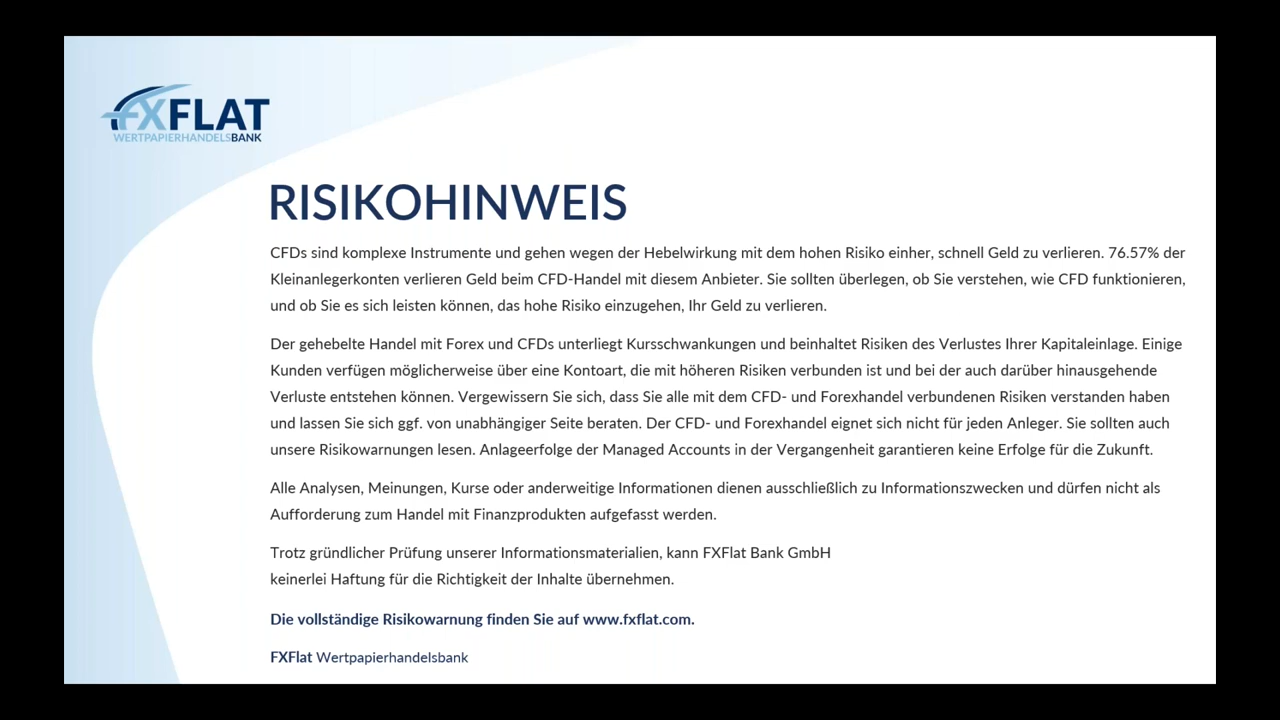 FXFLAT
WERTPAPIERHANDELSBANK
RISIKOHINWEIS
CFDs sind komplexe Instrumente und gehen wegen der Hebelwirkung mit dem hohen Risiko einher, schnell Geld zu verlieren. 76.57% der
Kleinanlegerkonten verlieren Geld beim CFD-Handel mit diesem Anbieter. Sie sollten überlegen, ob Sie verstehen, wie CFD funktionieren,
und ob Sie es sich leisten können, das hohe Risiko einzugehen, Ihr Geld zu verlieren.
Der gehebelte Handel mit Forex und CFDs unterliegt Kursschwankungen und beinhaltet Risiken des Verlustes Ihrer Kapitaleinlage. Einige
Kunden verfügen möglicherweise über eine Kontoart, die mit höheren Risiken verbunden ist und bei der auch darüber hinausgehende
Verluste entstehen können. Vergewissern Sie sich, dass Sie alle mit dem CFD- und Forexhandel verbundenen Risiken verstanden haben
und lassen Sie sich ggf. von unabhängiger Seite beraten. Der CFD- und Forexhandel eignet sich nicht für jeden Anleger. Sie sollten auch
unsere Risikowarnungen lesen. Anlageerfolge der Managed Accounts in der Vergangenheit garantieren keine Erfolge für die Zukunft.
Alle Analysen, Meinungen, Kurse oder anderweitige Informationen dienen ausschließlich zu Informationszwecken und dürfen nicht als
Aufforderung zum Handel mit Finanzprodukten aufgefasst werden.
Trotz gründlicher Prüfung unserer Informationsmaterialien, kann FXFlat Bank GmbH
keinerlei Haftung für die Richtigkeit der Inhalte übernehmen.
Die vollständige Risikowarnung finden Sie auf www.fxflat.com.
FXFlat Wertpapierhandelsbank